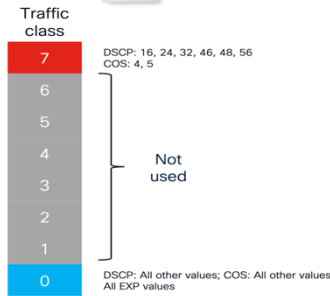 Traffic
class
7
DSCP: 16, 24, 32, 46, 48, 56
COS: 4, 5
6
5
4
3
2
1
Not
used
0
DSCP: All other values; COS: All other values
All EXP values